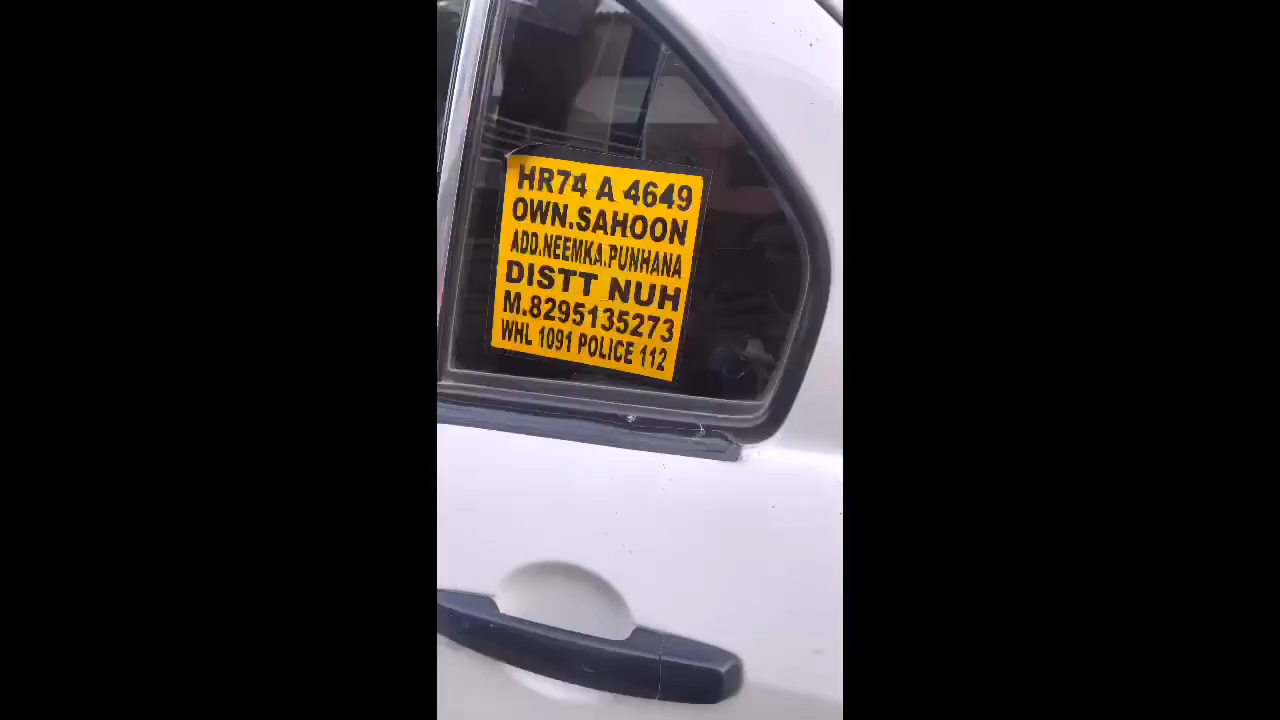 HR74 A 4649
OWN.SAHOON
ADD.NEEMKA.PUNHANA
DISTT NUH
M.8295135273
WHL 1091 POLICE 112